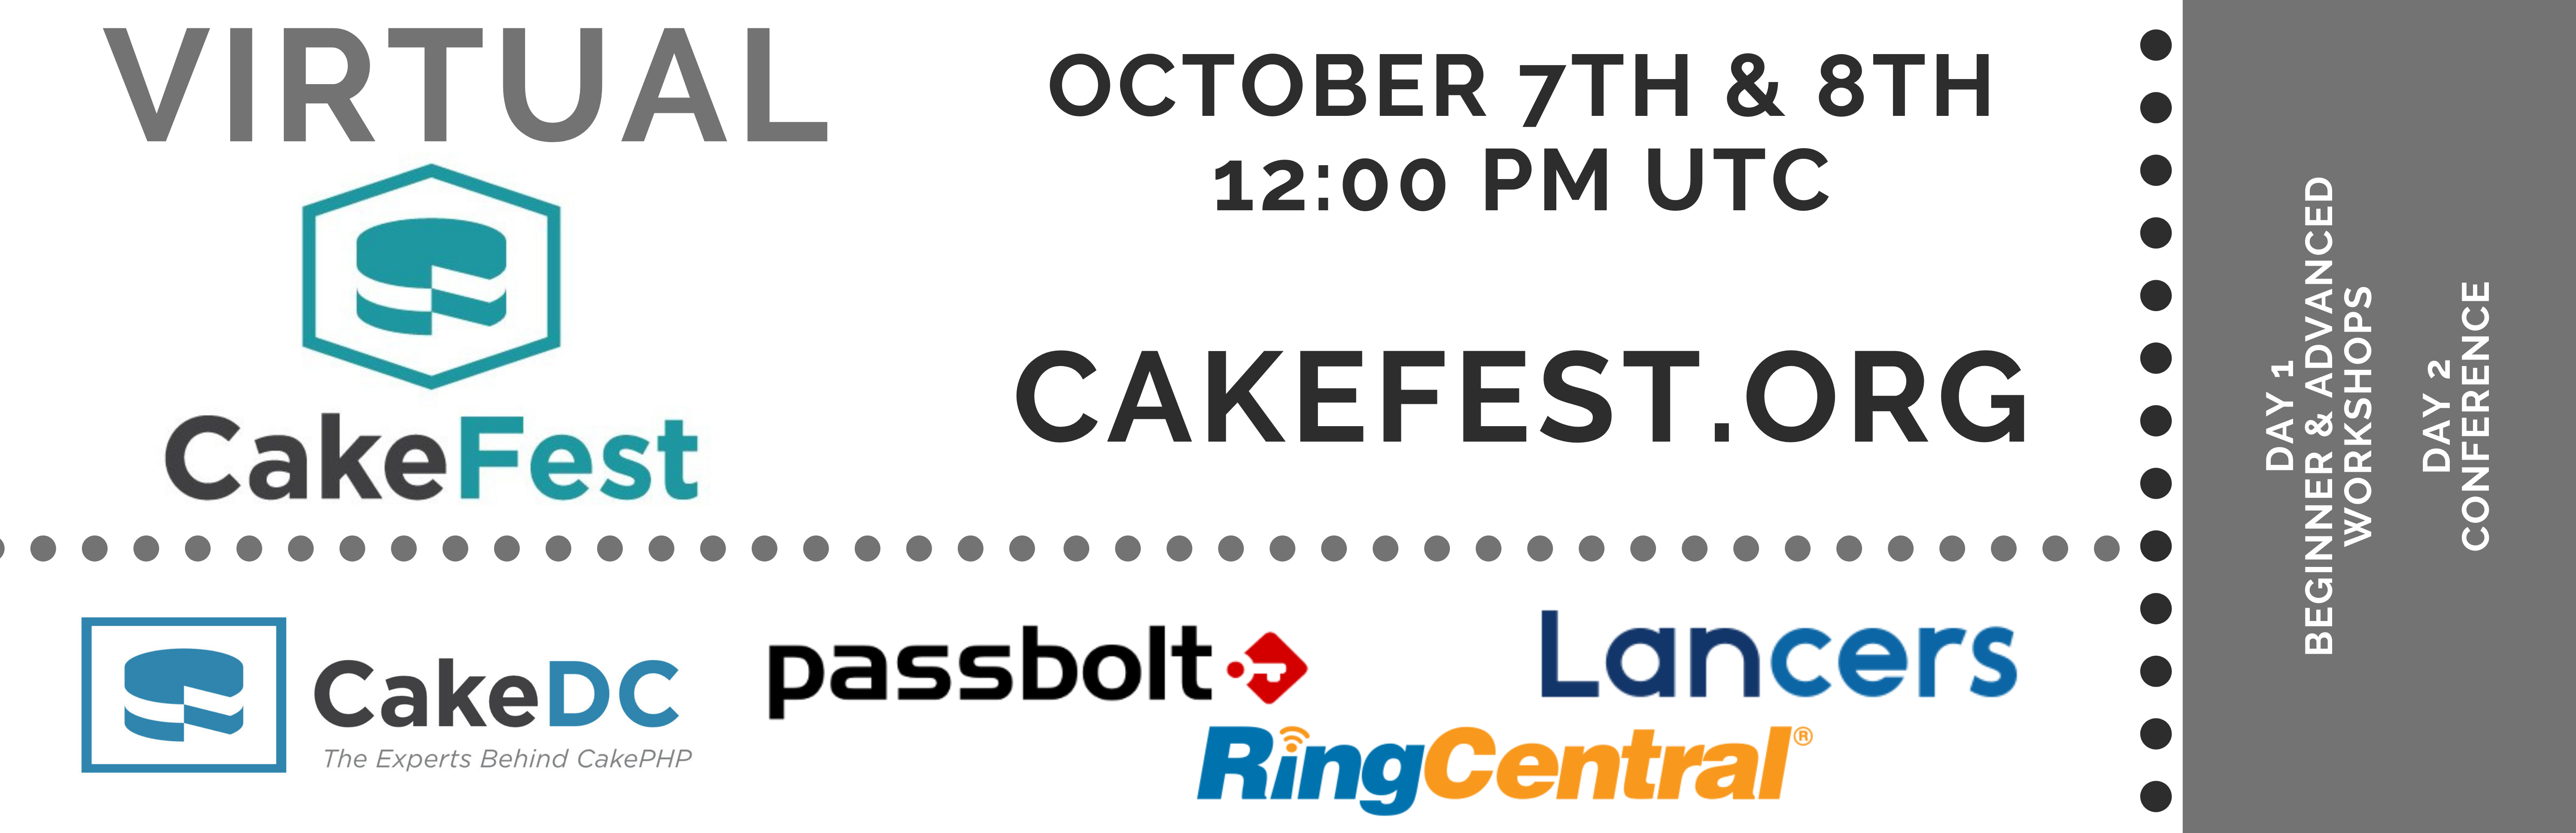 VIRTUAL
CakeFest
OCTOBER 7TH & 8TH
12:00 PM UTC
CAKEFEST.ORG
CakeDC
The Experts Behind CakePHP
passbolt
Lancers
RingCentral®
DAY 1
BEGINNER & ADVANCED
WORKSHOPS
DAY 2
CONFERENCE